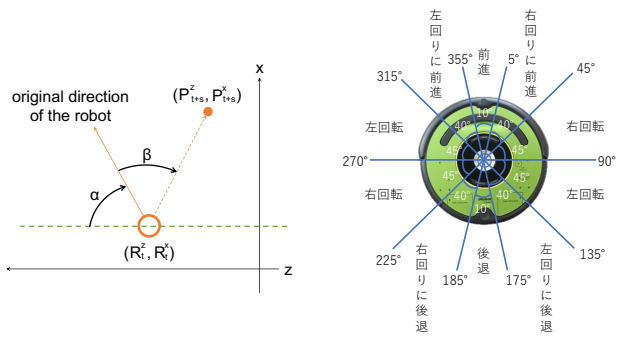 x
(P^z_{t+s}, P^x_{t+s})
original direction
of the robot
β
α
(R^z_t, R^x_t)
z
左回りに前進
前進
右回りに前進
355°
5°
315°
45°
10°
40°
40°
左回転
右回転
45°
45°
270°
90°
45°
45°
右回転
左回転
40°
40°
10°
225°
135°
185°
175°
右回りに後退
後退
左回りに後退